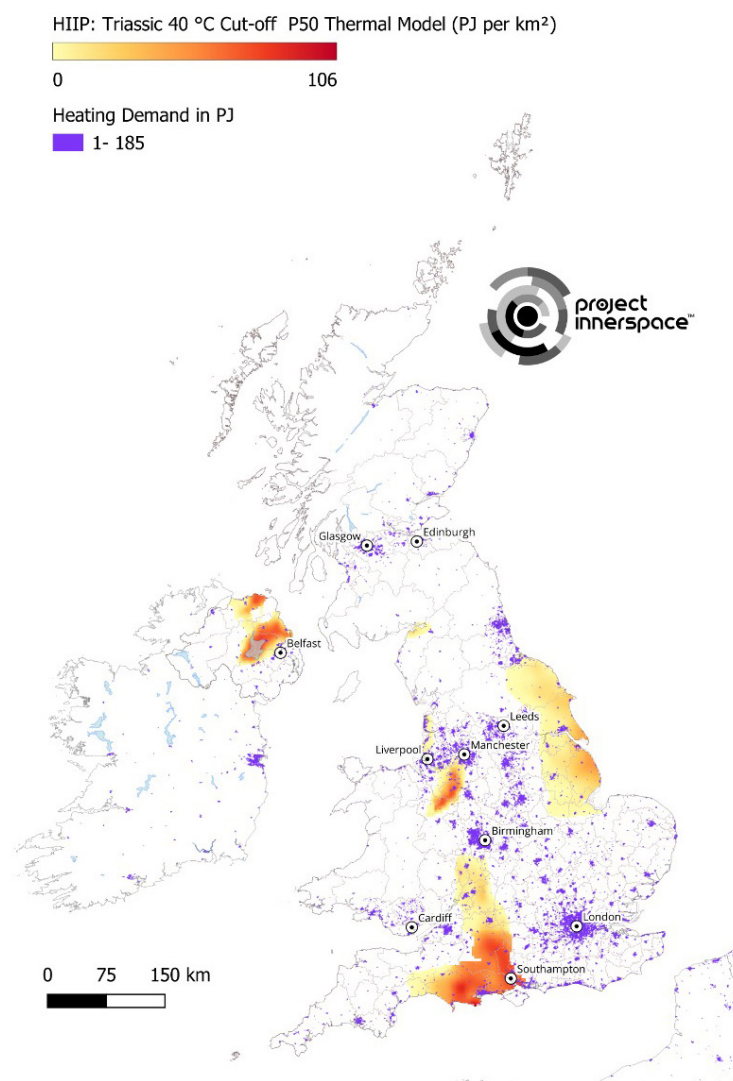 HIIP: Triassic 40 °C Cut-off  P50 Thermal Model (PJ per km²)
0 106
Heating Demand in PJ
1- 185
project
innerspace™
Glasgow
Edinburgh
Belfast
Leeds
Liverpool
Manchester
Birmingham
Cardiff
London
Southampton
0 75 150 km